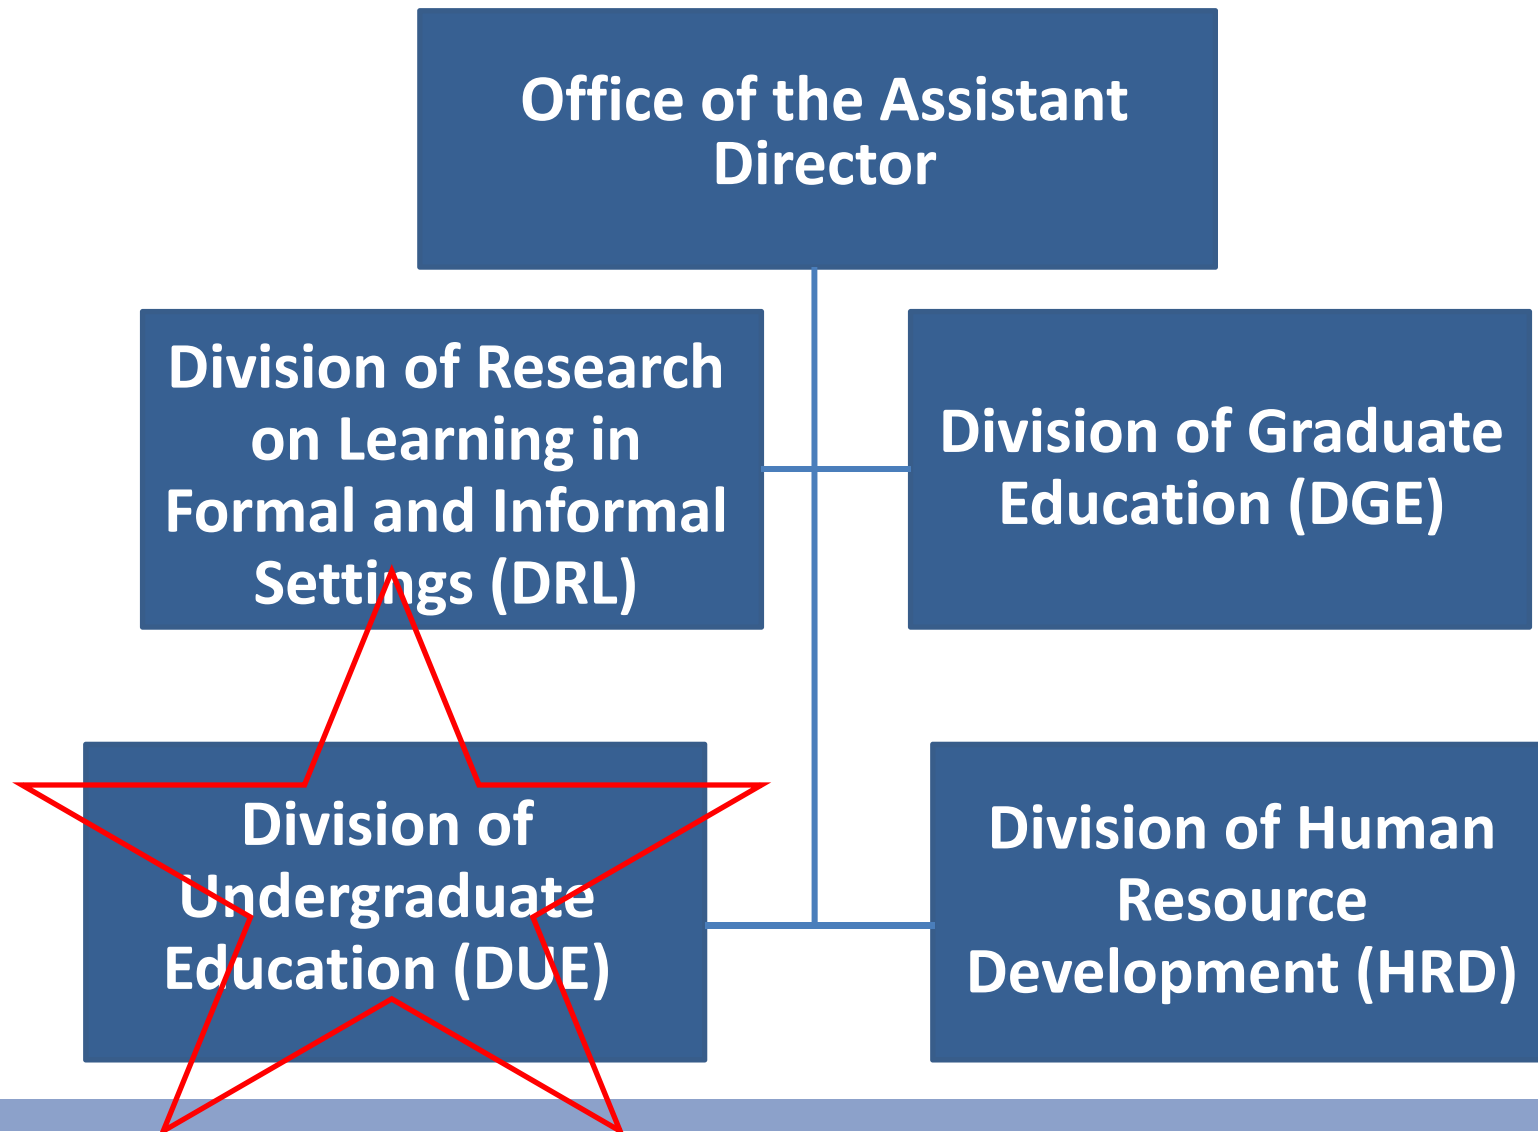 Office of the Assistant
Director
Division of Research
on Learning in
Formal and Informal
Settings (DRL)
Division of Graduate
Education (DGE)
Division of
Undergraduate
Education (DUE)
Division of Human
Resource
Development (HRD)